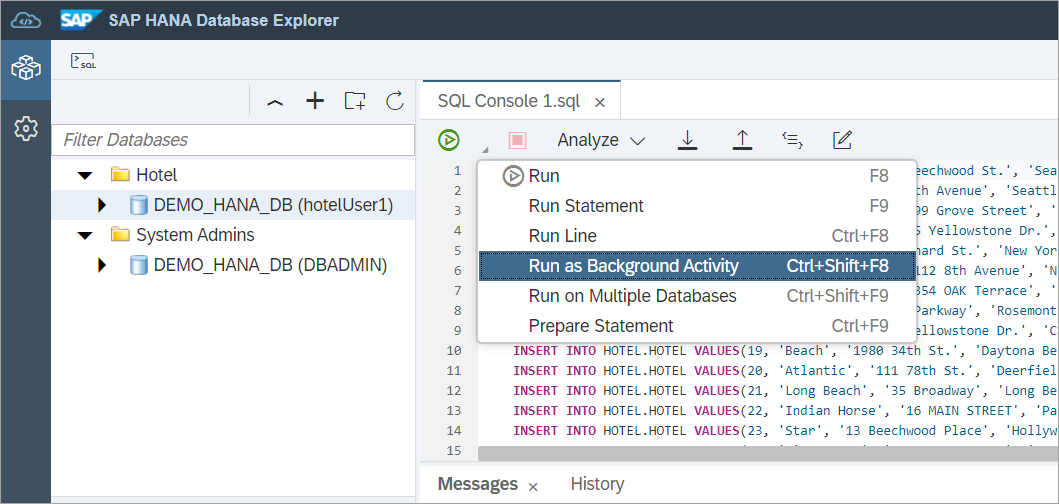 SAP SAP HANA Database Explorer
SQL
SQL Console 1.sql ×
Filter Databases
Analyze
Hotel
DEMO_HANA_DB (hotelUser1)
System Admins
DEMO_HANA_DB (DBADMIN)
Run F8
Run Statement F9
Run Line Ctrl+F8
Run as Background Activity Ctrl+Shift+F8
Run on Multiple Databases Ctrl+Shift+F9
Prepare Statement Ctrl+F9
1 eechwood St.', 'Sea
2 th Avenue', 'Seattl
3 99 Grove Street', '
4 5 Yellowstone Dr.',
5 hard St.', 'New York
6 112 8th Avenue', 'N
7 354 OAK Terrace', '
8 Parkway', 'Rosemont
9 ellowstone Dr.', 'C
10 INSERT INTO HOTEL.HOTEL VALUES(19, 'Beach', '1980 34th St.', 'Daytona Be
11 INSERT INTO HOTEL.HOTEL VALUES(20, 'Atlantic', '111 78th St.', 'Deerfiel
12 INSERT INTO HOTEL.HOTEL VALUES(21, 'Long Beach', '35 Broadway', 'Long Be
13 INSERT INTO HOTEL.HOTEL VALUES(22, 'Indian Horse', '16 MAIN STREET', 'Pa
14 INSERT INTO HOTEL.HOTEL VALUES(23, 'Star', '13 Beechwood Place', 'Hollyw
15
Messages × History